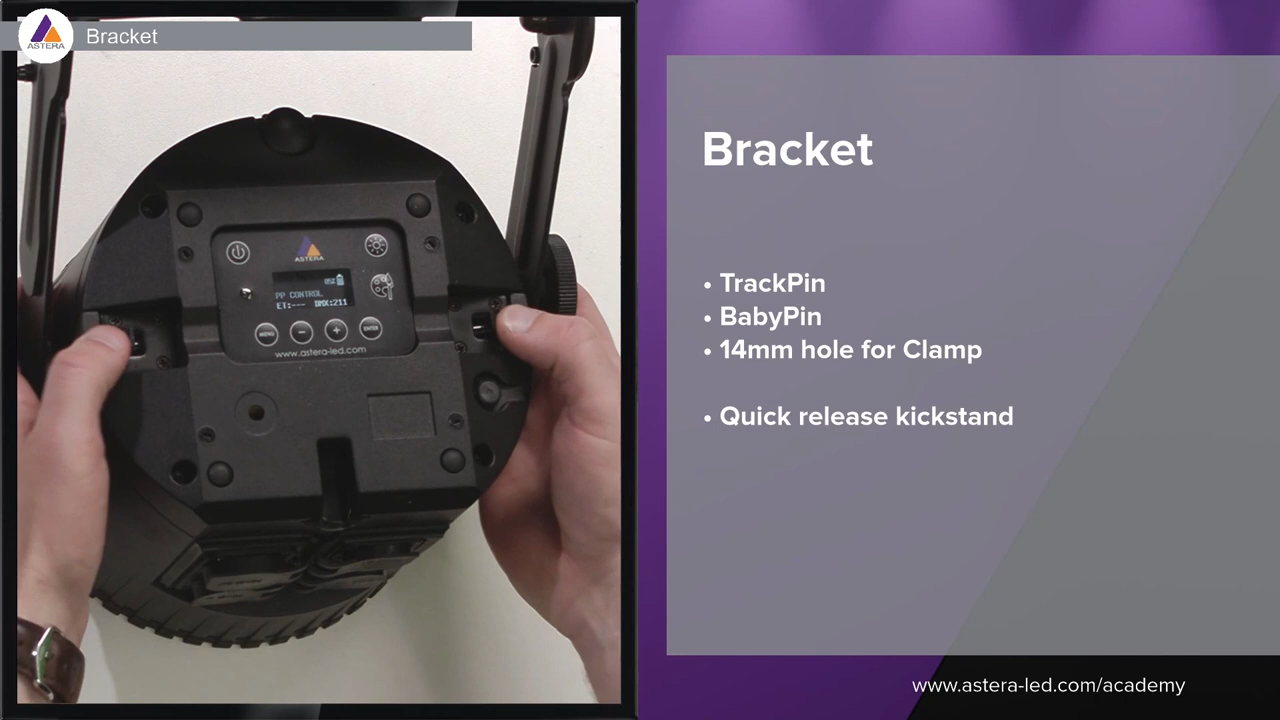 ASTERA
Bracket
ASTERA
PP CONTROL
ET:--- DMX:211
MENU
ENTER
www.astera-led.com
Bracket
• TrackPin
• BabyPin
• 14mm hole for Clamp
• Quick release kickstand
www.astera-led.com/academy